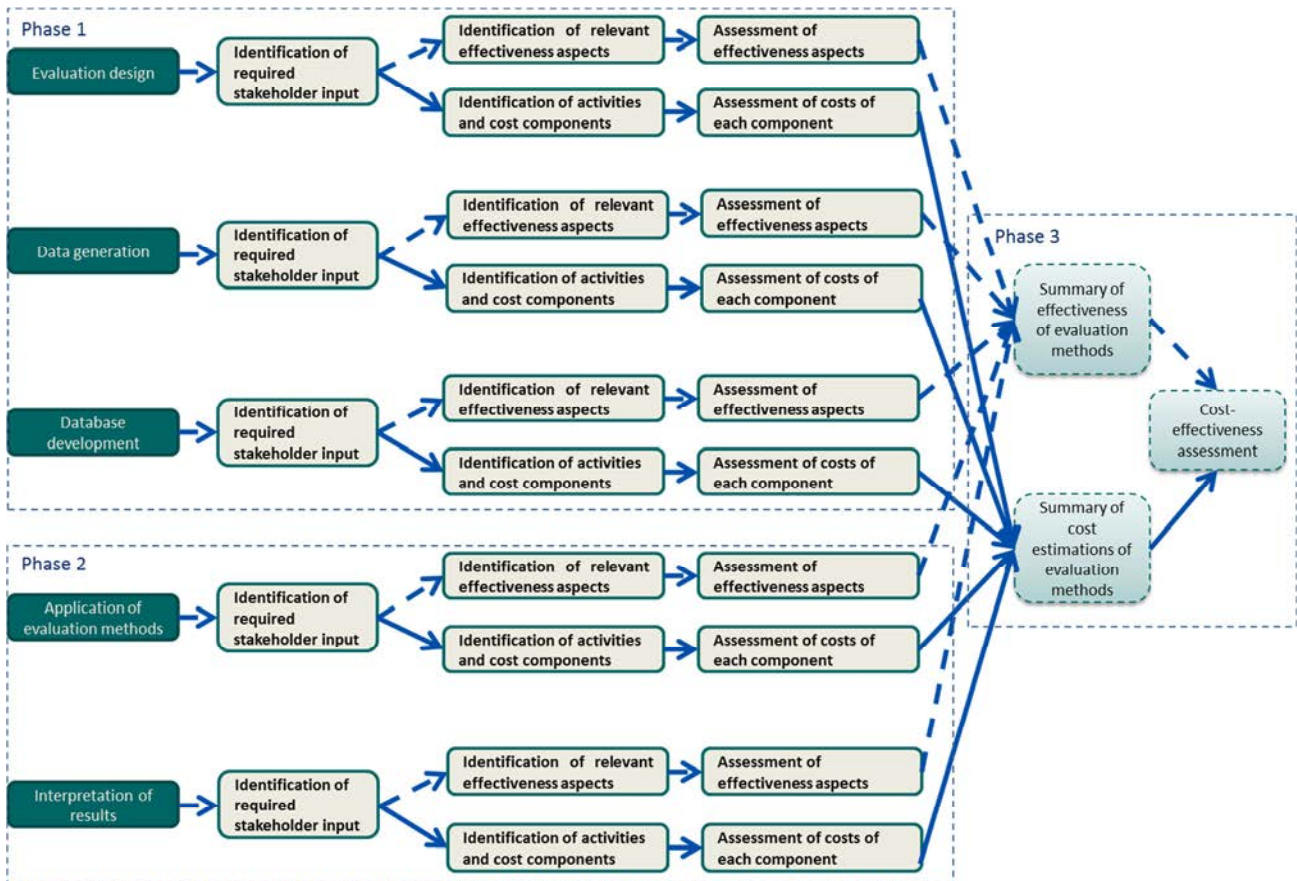 Phase 1
Evaluation design
Identification of
required
stakeholder input
Identification of relevant
effectiveness aspects
Assessment of
effectiveness aspects
Identification of activities
and cost components
Assessment of costs of
each component
Data generation
Identification of
required
stakeholder input
Identification of relevant
effectiveness aspects
Assessment of
effectiveness aspects
Identification of activities
and cost components
Assessment of costs of
each component
Database
development
Identification of
required
stakeholder input
Identification of relevant
effectiveness aspects
Assessment of
effectiveness aspects
Identification of activities
and cost components
Assessment of costs of
each component
Phase 2
Application of
evaluation methods
Identification of
required
stakeholder input
Identification of relevant
effectiveness aspects
Assessment of
effectiveness aspects
Identification of activities
and cost components
Assessment of costs of
each component
Interpretation of
results
Identification of
required
stakeholder input
Identification of relevant
effectiveness aspects
Assessment of
effectiveness aspects
Identification of activities
and cost components
Assessment of costs of
each component
Phase 3
Summary of
effectiveness
of evaluation
methods
Cost-
effectiveness
assessment
Summary of
cost
estimations of
evaluation
methods